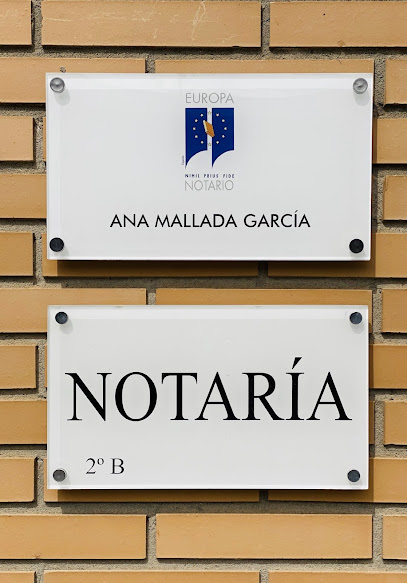 EUROPA
NIHIL PRIUS FIDE
NOTARIO
ANA MALLADA GARCÍA
NOTARÍA
2º B